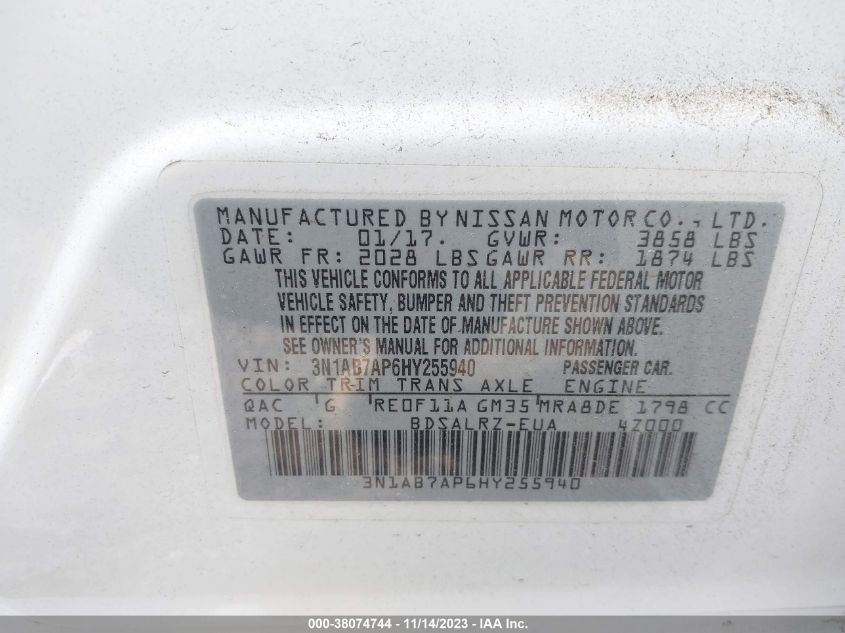 MANUFACTURED BY NISSAN MOTOR CO., LTD.
DATE: 01/17. GVWR: 3858 LBS
GAWR FR: 2028 LBS GAWR RR: 1874 LBS
THIS VEHICLE CONFORMS TO ALL APPLICABLE FEDERAL MOTOR
VEHICLE SAFETY, BUMPER AND THEFT PREVENTION STANDARDS
IN EFFECT ON THE DATE OF MANUFACTURE SHOWN ABOVE.
SEE OWNER'S MANUAL FOR ADDITIONAL INFORMATION.
VIN: 3N1AB7AP6HY255940 PASSENGER CAR.
COLOR TRIM TRANS AXLE ENGINE
QAC G RE0F11A GM35 MRA8DE 1798 CC
MODEL: BDSALRZ-EUA 4Z000
3N1AB7AP6HY255940
000-38074744 - 11/14/2023 - IAA Inc.